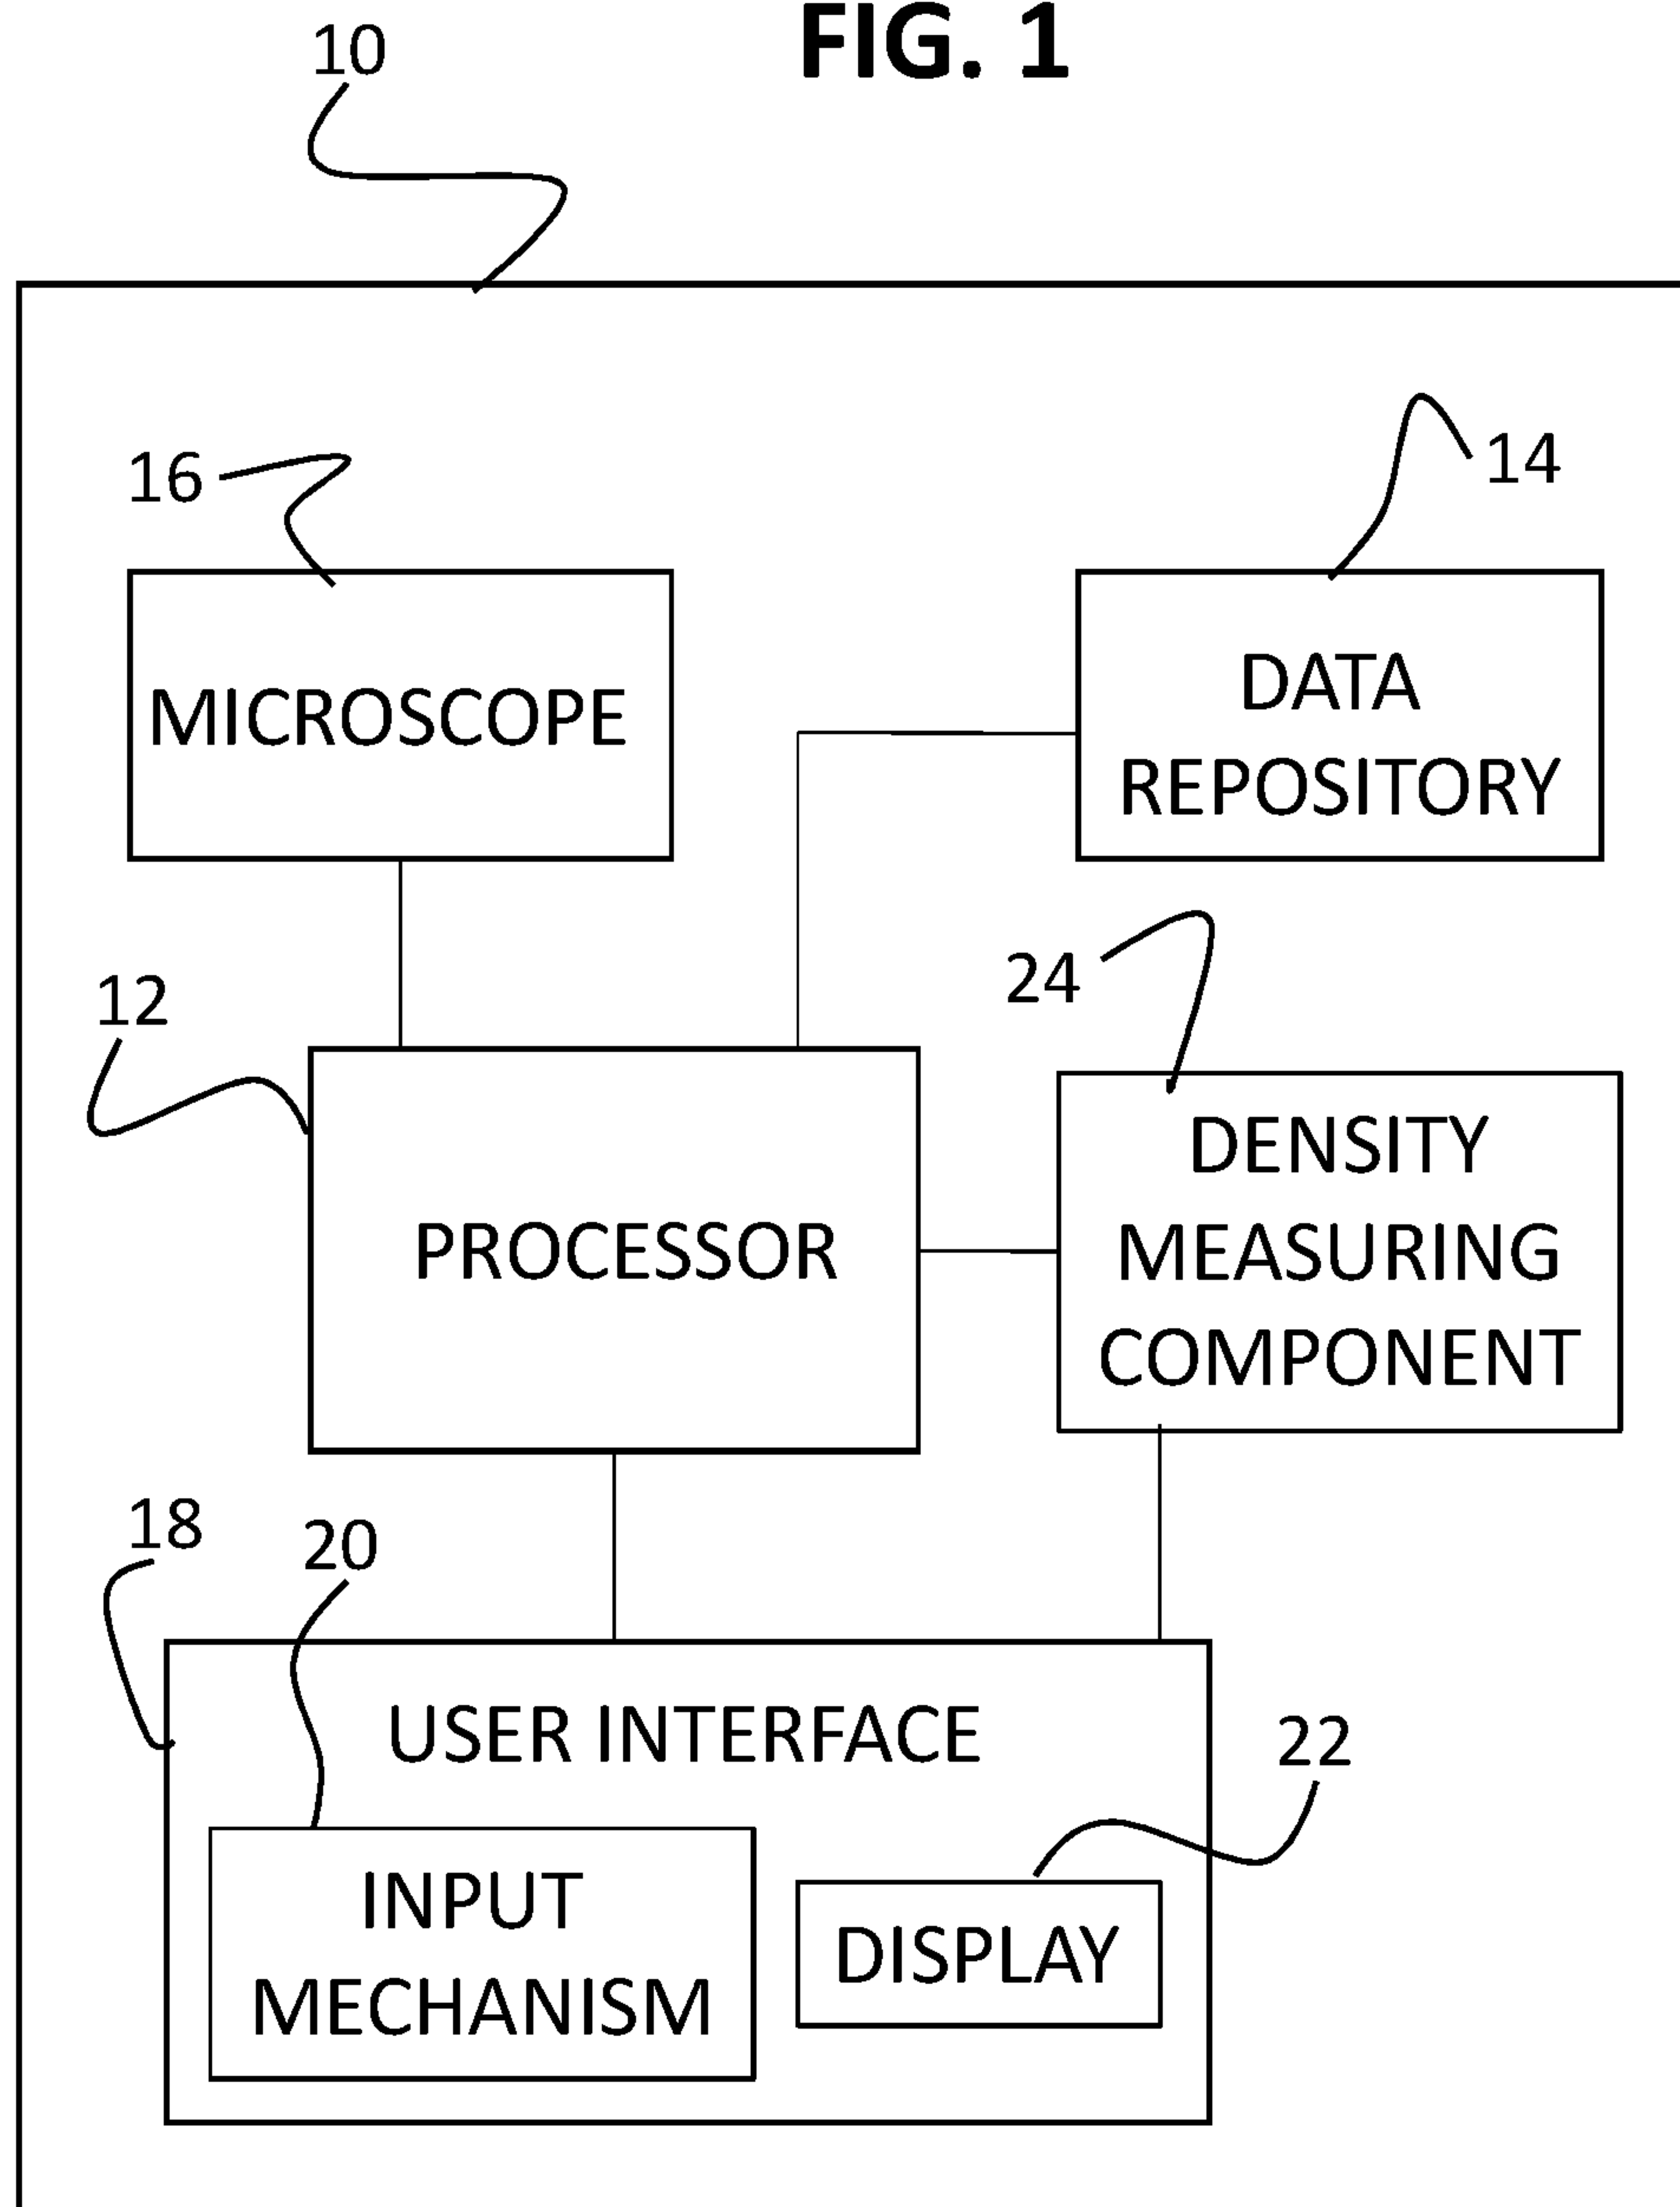 FIG. 1
10
16
14
MICROSCOPE
DATA
REPOSITORY
12
24
PROCESSOR
DENSITY
MEASURING
COMPONENT
18
20
USER INTERFACE
22
INPUT
MECHANISM
DISPLAY